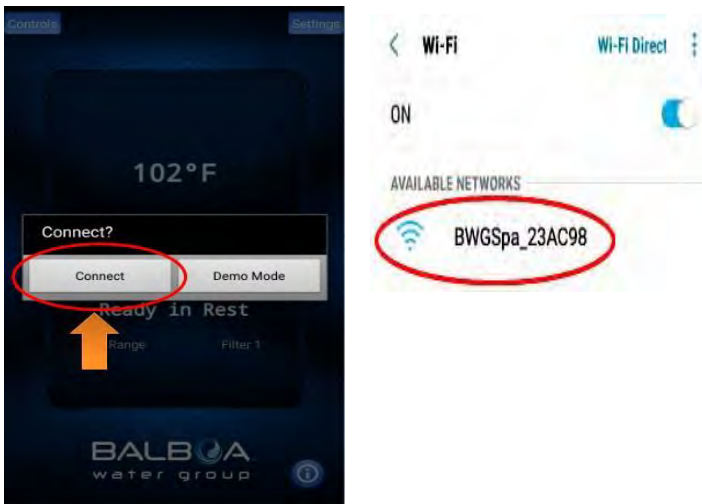 Controls
Settings
102°F
Connect?
Connect
Demo Mode
Ready in Rest
Range
Filter 1
BALBOA
water group
Wi-Fi
Wi-Fi Direct
ON
AVAILABLE NETWORKS
BWGSpa_23AC98